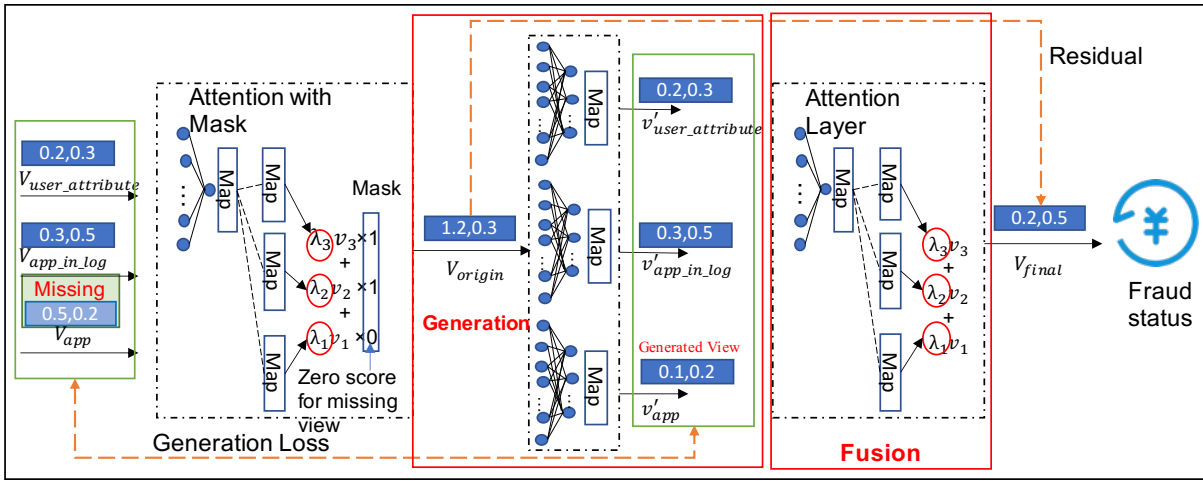 0.2,0.3
V_user_attribute
0.3,0.5
V_app_in_log
Missing
0.5,0.2
V_app
Attention with
Mask
Map
Map
Map
Map
Mask
λ3v3×1
+
λ2v2×1
+
λ1v1×0
Zero score
for missing
view
Generation Loss
1.2,0.3
V_origin
Generation
Map
Map
Map
0.2,0.3
v′_user_attribute
0.3,0.5
v′_app_in_log
Generated View
0.1,0.2
v′_app
Attention
Layer
Map
Map
Map
Map
λ3v3
+
λ2v2
+
λ1v1
Fusion
Residual
0.2,0.5
V_final
¥
Fraud
status